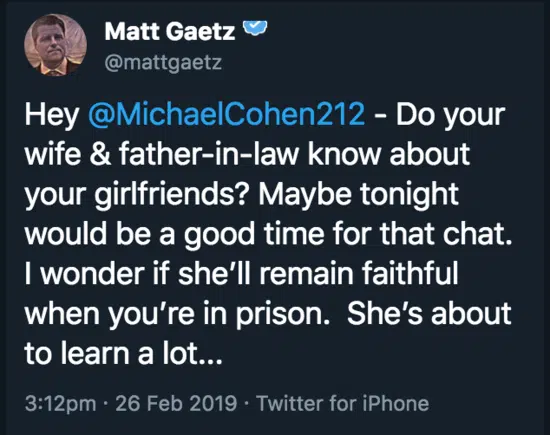 Matt Gaetz
@mattgaetz
Hey @MichaelCohen212 - Do your
wife & father-in-law know about
your girlfriends? Maybe tonight
would be a good time for that chat.
I wonder if she’ll remain faithful
when you’re in prison.  She’s about
to learn a lot...
3:12pm · 26 Feb 2019 · Twitter for iPhone